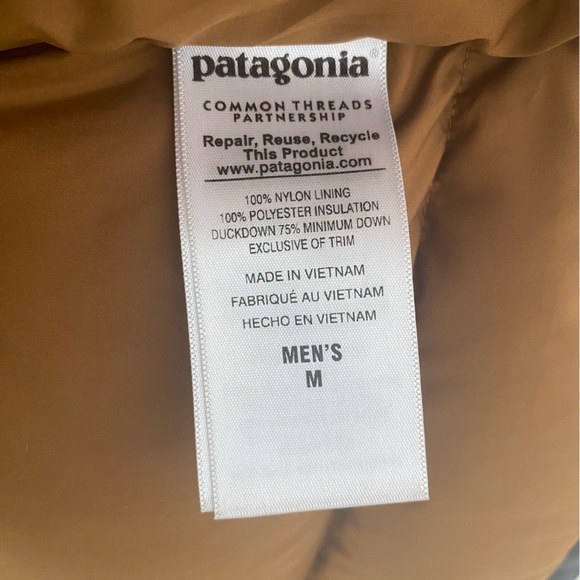 patagonia®
COMMON THREADS
PARTNERSHIP
Repair, Reuse, Recycle
This Product
www.patagonia.com
100% NYLON LINING
100% POLYESTER INSULATION
DUCKDOWN 75% MINIMUM DOWN
EXCLUSIVE OF TRIM
MADE IN VIETNAM
FABRIQUÉ AU VIETNAM
HECHO EN VIETNAM
MEN'S
M